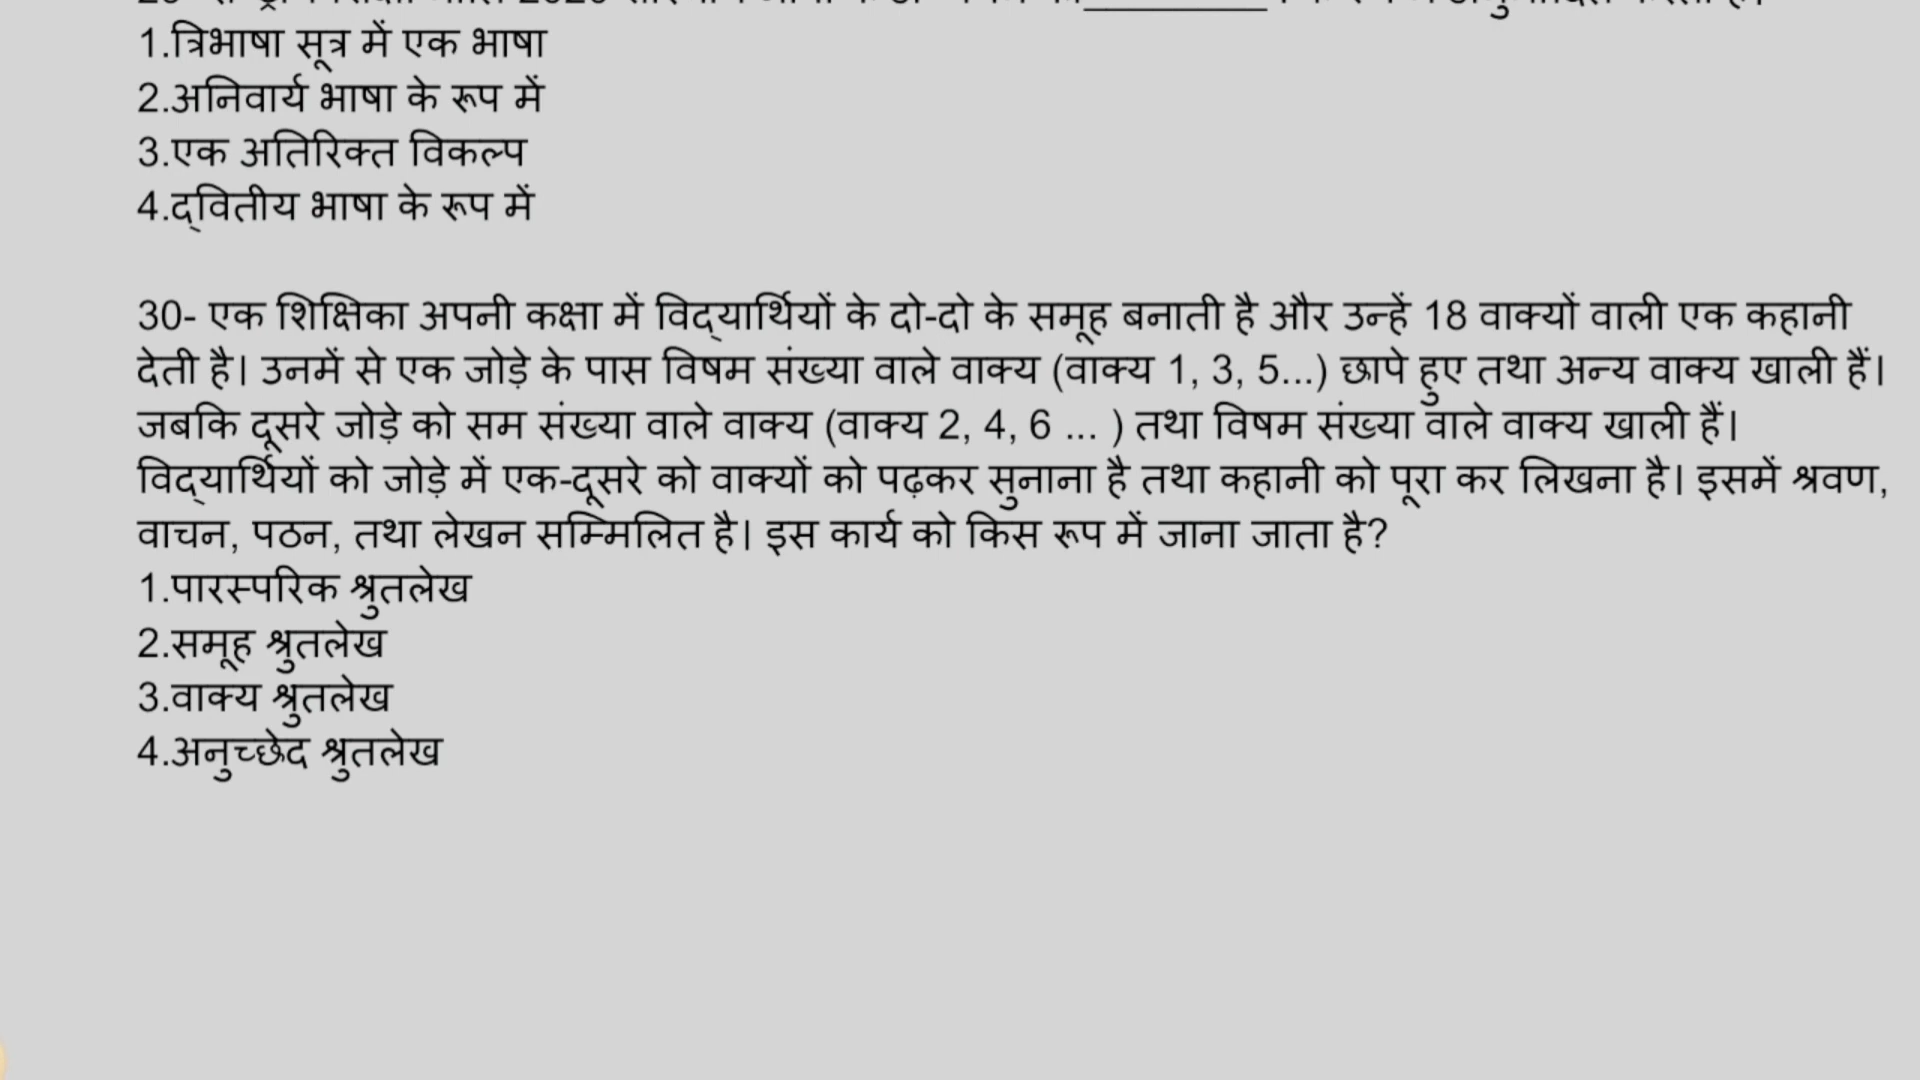 1.त्रिभाषा सूत्र में एक भाषा
2.अनिवार्य भाषा के रूप में
3.एक अतिरिक्त विकल्प
4.द्वितीय भाषा के रूप में
30- एक शिक्षिका अपनी कक्षा में विद्यार्थियों के दो-दो के समूह बनाती है और उन्हें 18 वाक्यों वाली एक कहानी
देती है। उनमें से एक जोड़े के पास विषम संख्या वाले वाक्य (वाक्य 1, 3, 5...) छापे हुए तथा अन्य वाक्य खाली हैं।
जबकि दूसरे जोड़े को सम संख्या वाले वाक्य (वाक्य 2, 4, 6 ... ) तथा विषम संख्या वाले वाक्य खाली हैं।
विद्यार्थियों को जोड़े में एक-दूसरे को वाक्यों को पढ़कर सुनाना है तथा कहानी को पूरा कर लिखना है। इसमें श्रवण,
वाचन, पठन, तथा लेखन सम्मिलित है। इस कार्य को किस रूप में जाना जाता है?
1.पारस्परिक श्रुतलेख
2.समूह श्रुतलेख
3.वाक्य श्रुतलेख
4.अनुच्छेद श्रुतलेख